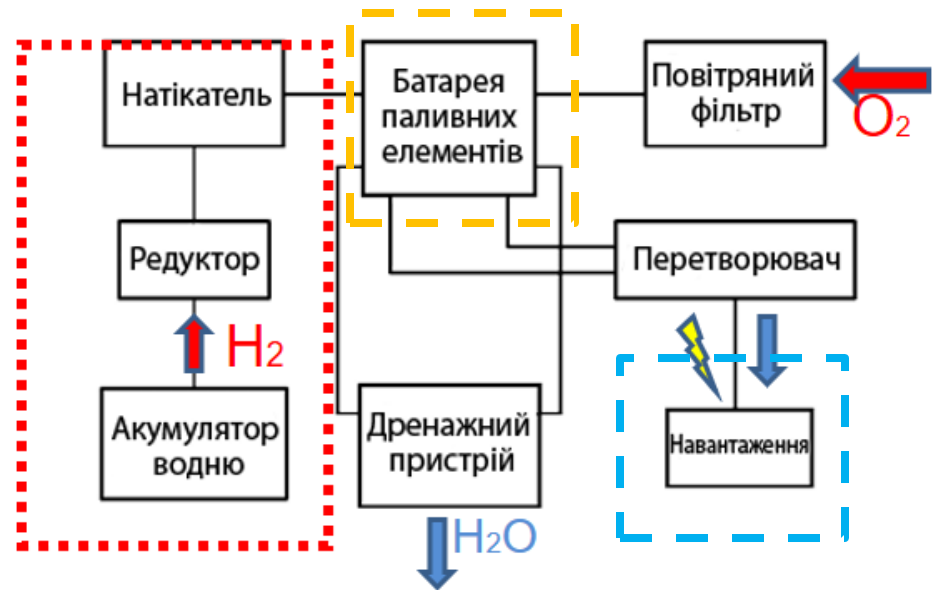 Натікатель
Батарея
паливних
елементів
Повітряний
фільтр
O₂
Редуктор
Перетворювач
H₂
Акумулятор
водню
Дренажний
пристрій
Навантаження
H₂O